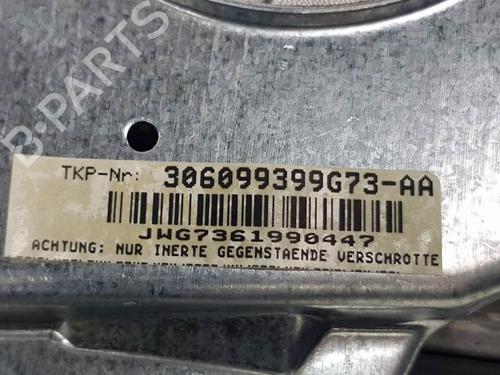 B-PARTS
TKP-Nr: 306099399G73-AA
JWG7361990447
ACHTUNG: NUR INERTE GEGENSTAENDE VERSCHROTTE